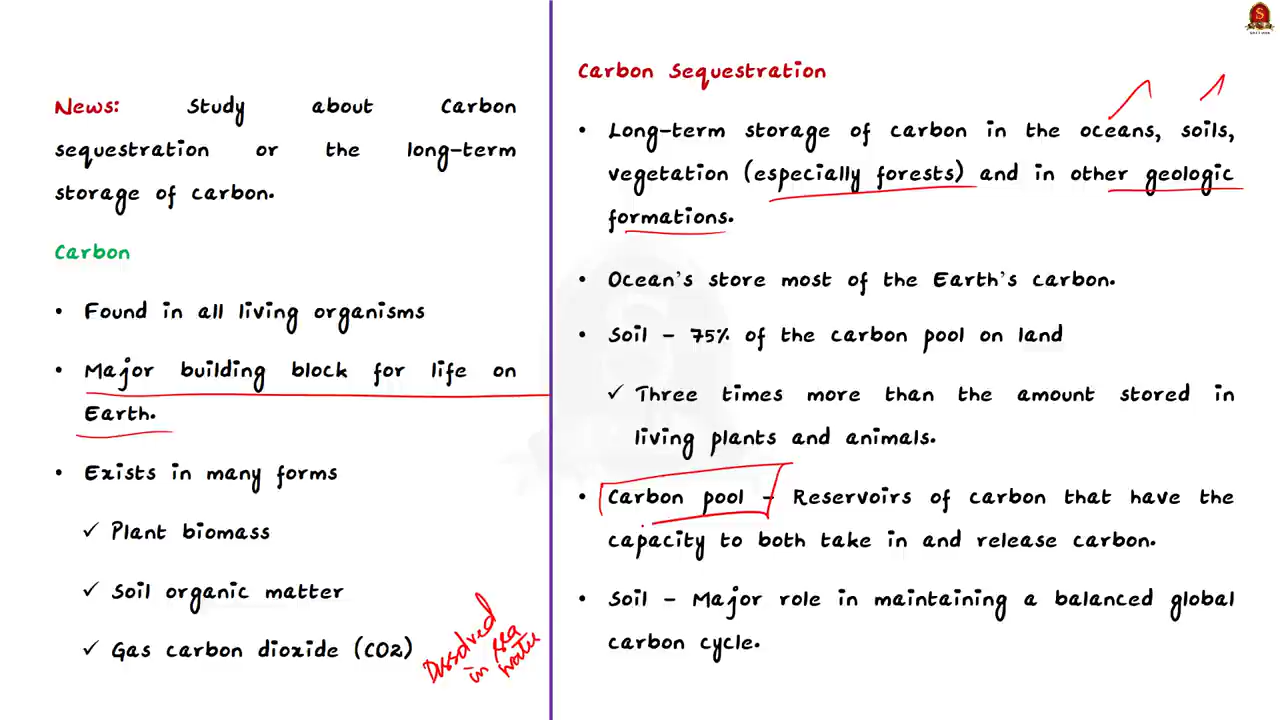 News: Study about Carbon
sequestration or the long-term
storage of carbon.
Carbon
• Found in all living organisms
• Major building block for life on
Earth.
• Exists in many forms
✓ Plant biomass
✓ Soil organic matter
✓ Gas carbon dioxide (CO2)
Dissolved
in sea
water
Carbon Sequestration
• Long-term storage of carbon in the oceans, soils,
vegetation (especially forests) and in other geologic
formations.
• Ocean's store most of the Earth's carbon.
• Soil – 75% of the carbon pool on land
✓ Three times more than the amount stored in
living plants and animals.
• Carbon pool – Reservoirs of carbon that have the
capacity to both take in and release carbon.
• Soil – Major role in maintaining a balanced global
carbon cycle.